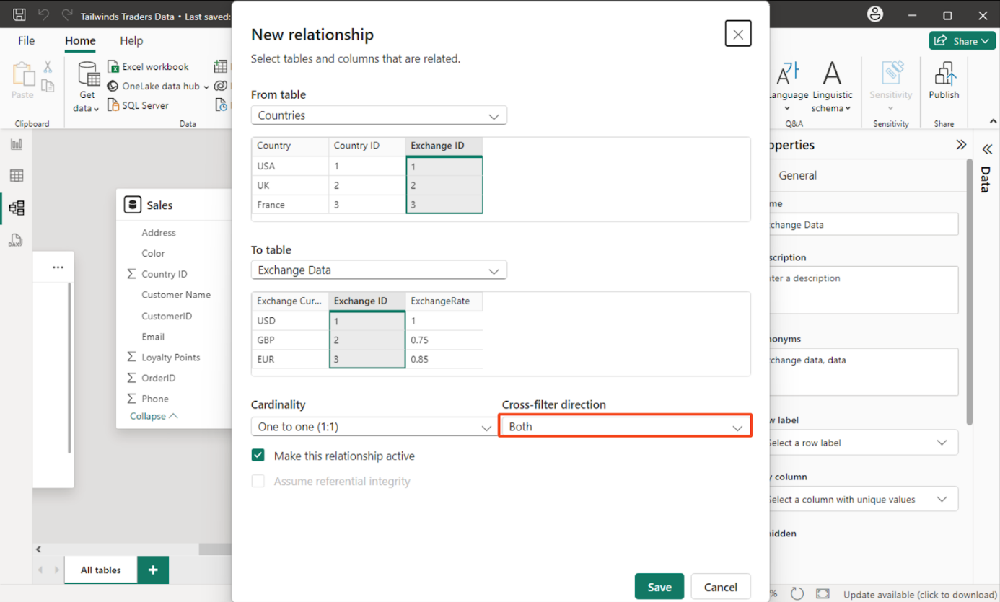 Tailwinds Traders Data • Last saved:
File
Home
Help
Share
Paste
Clipboard
Get
data
Excel workbook
OneLake data hub
SQL Server
Data
Language
Linguistic
schema
Q&A
Sensitivity
Sensitivity
Publish
Share
New relationship
Select tables and columns that are related.
From table
Countries
Country Country ID Exchange ID
USA 1 1
UK 2 2
France 3 3
To table
Exchange Data
Exchange Cur... Exchange ID ExchangeRate
USD 1 1
GBP 2 0.75
EUR 3 0.85
Cardinality
Cross-filter direction
One to one (1:1)
Both
Make this relationship active
Assume referential integrity
Save
Cancel
Sales
Address
Color
Σ Country ID
Customer Name
CustomerID
Email
Σ Loyalty Points
Σ OrderID
Σ Phone
Collapse
...
DAX
operties
General
me
change Data
scription
nter a description
nonyms
change data, data
w label
Select a row label
y column
Select a column with unique values
hidden
Data
All tables
+
%
Update available (click to download)